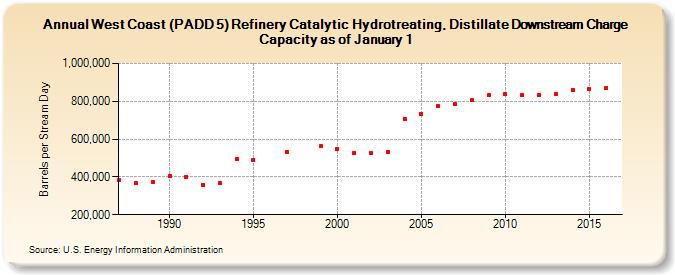 Annual West Coast (PADD 5) Refinery Catalytic Hydrotreating, Distillate Downstream Charge
Capacity as of January 1
Barrels per Stream Day
1,000,000
800,000
600,000
400,000
200,000
1990 1995 2000 2005 2010 2015
Source: U.S. Energy Information Administration